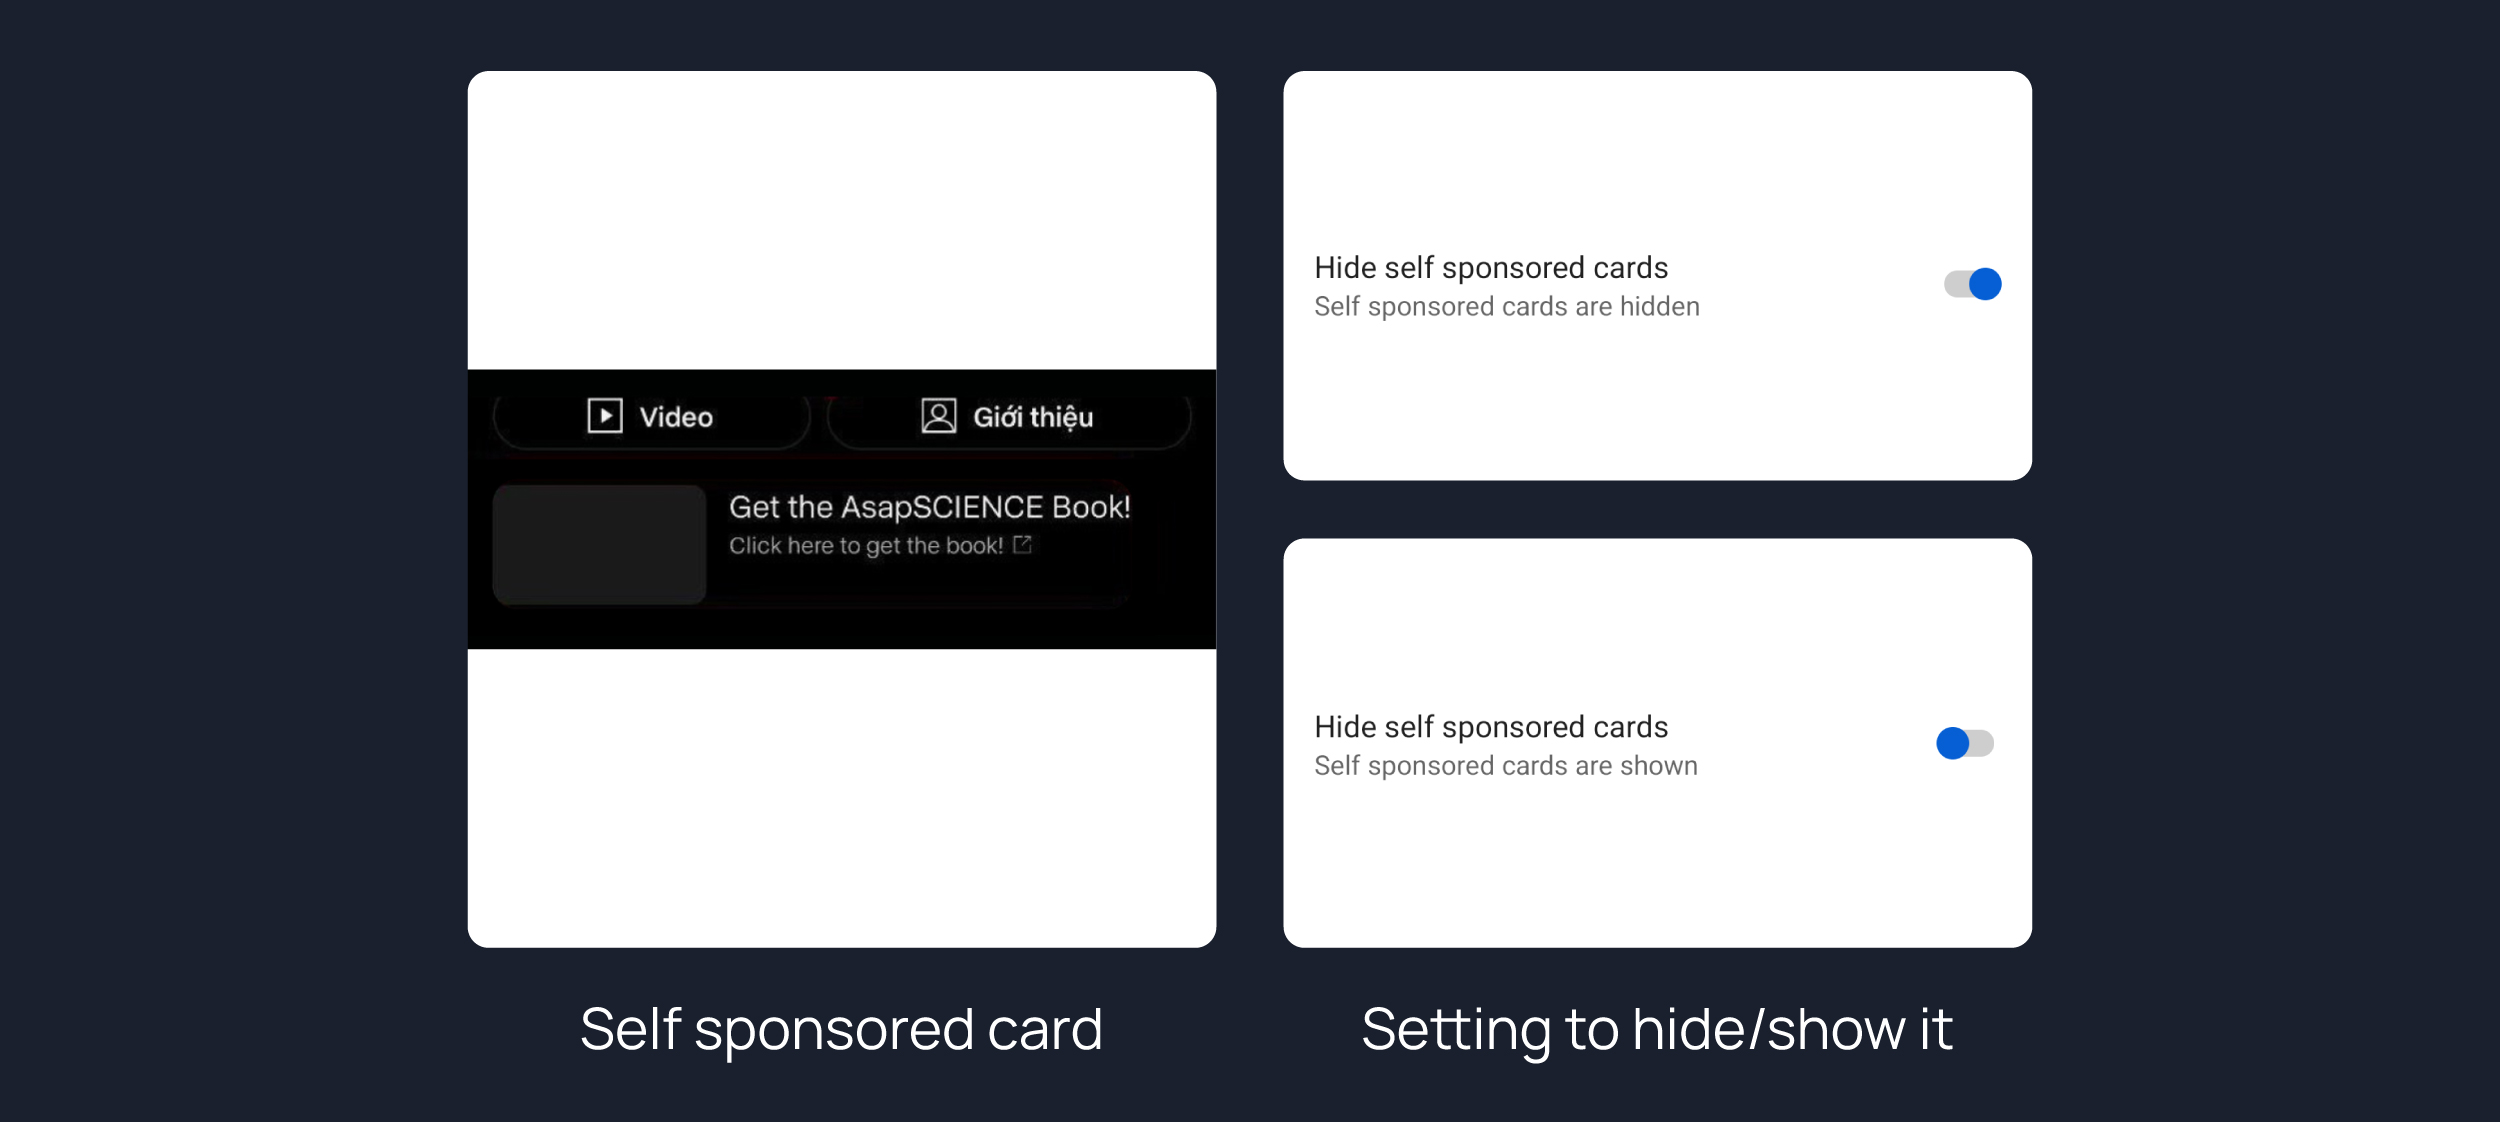 Video
Giới thiệu
Get the AsapSCIENCE Book!
Click here to get the book!
Self sponsored card
Hide self sponsored cards
Self sponsored cards are hidden
Hide self sponsored cards
Self sponsored cards are shown
Setting to hide/show it